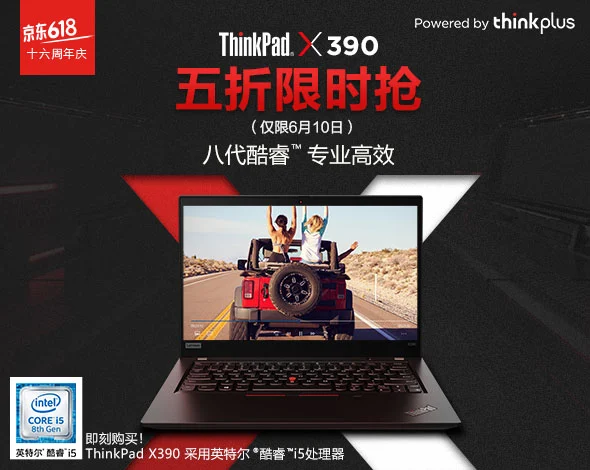 京东618
十六周年庆
Powered by thinkplus
ThinkPad X 390
五折限时抢
（仅限6月10日）
八代酷睿™ 专业高效
Lenovo
X390
ThinkPad
intel
CORE i5
8th Gen
英特尔® 酷睿™ i5
即刻购买！
ThinkPad X390 采用英特尔®酷睿™i5处理器